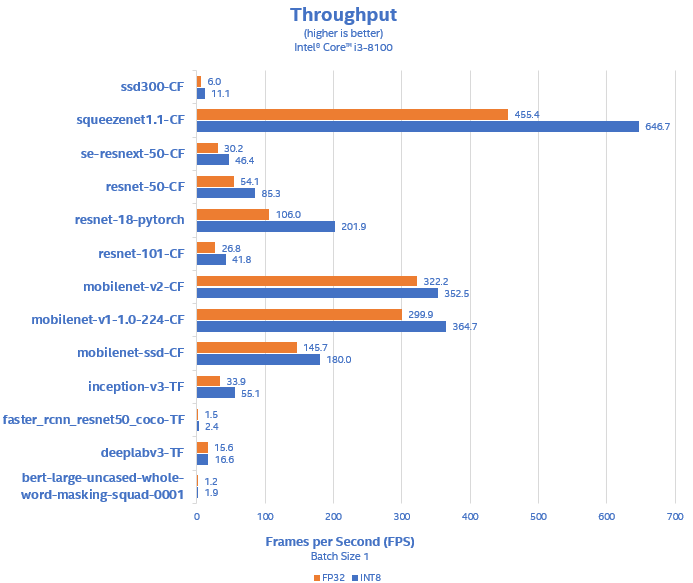 Throughput
(higher is better)
Intel® Core™ i3-8100
ssd300-CF
6.0
11.1
squeezenet1.1-CF
455.4
646.7
se-resnext-50-CF
30.2
46.4
resnet-50-CF
54.1
85.3
resnet-18-pytorch
106.0
201.9
resnet-101-CF
26.8
41.8
mobilenet-v2-CF
322.2
352.5
mobilenet-v1-1.0-224-CF
299.9
364.7
mobilenet-ssd-CF
145.7
180.0
inception-v3-TF
33.9
55.1
faster_rcnn_resnet50_coco-TF
1.5
2.4
deeplabv3-TF
15.6
16.6
bert-large-uncased-whole-
word-masking-squad-0001
1.2
1.9
0 100 200 300 400 500 600 700
Frames per Second (FPS)
Batch Size 1
FP32 INT8